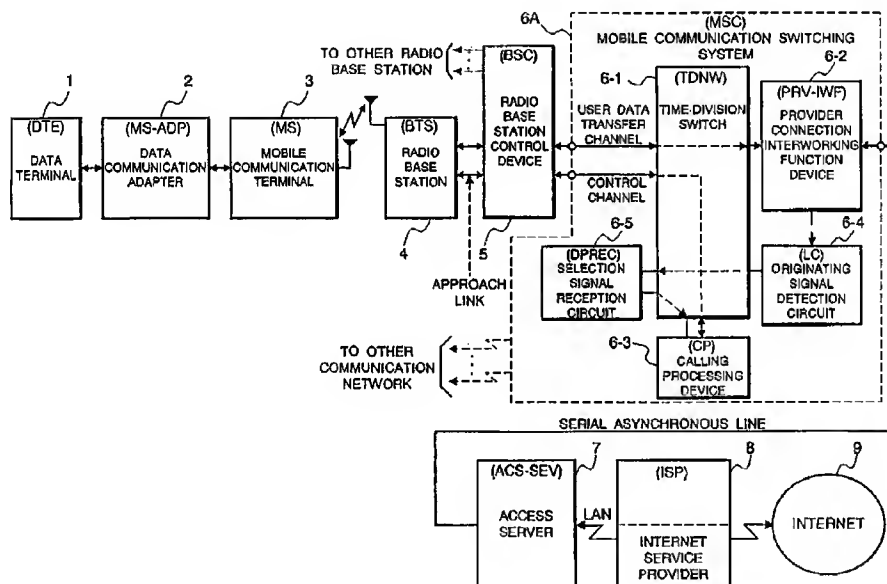 6A
(MSC)
MOBILE COMMUNICATION SWITCHING
SYSTEM
TO OTHER RADIO
BASE STATION
1
(DTE)
DATA
TERMINAL
2
(MS-ADP)
DATA
COMMUNICATION
ADAPTER
3
(MS)
MOBILE
COMMUNICATION
TERMINAL
(BTS)
RADIO
BASE
STATION
4
(BSC)
RADIO
BASE
STATION
CONTROL
DEVICE
5
APPROACH
LINK
USER DATA
TRANSFER
CHANNEL
CONTROL
CHANNEL
6-1
(TDNW)
TIME-DIVISION
SWITCH
6-2
(PRV-IWF)
PROVIDER
CONNECTION
INTERWORKING
FUNCTION
DEVICE
6-5
(DPREC)
SELECTION
SIGNAL
RECEPTION
CIRCUIT
6-4
(LC)
ORIGINATING
SIGNAL
DETECTION
CIRCUIT
6-3
(CP)
CALLING
PROCESSING
DEVICE
TO OTHER
COMMUNICATION
NETWORK
SERIAL ASYNCHRONOUS LINE
7
(ACS-SEV)
ACCESS
SERVER
LAN
8
(ISP)
INTERNET
SERVICE
PROVIDER
9
INTERNET